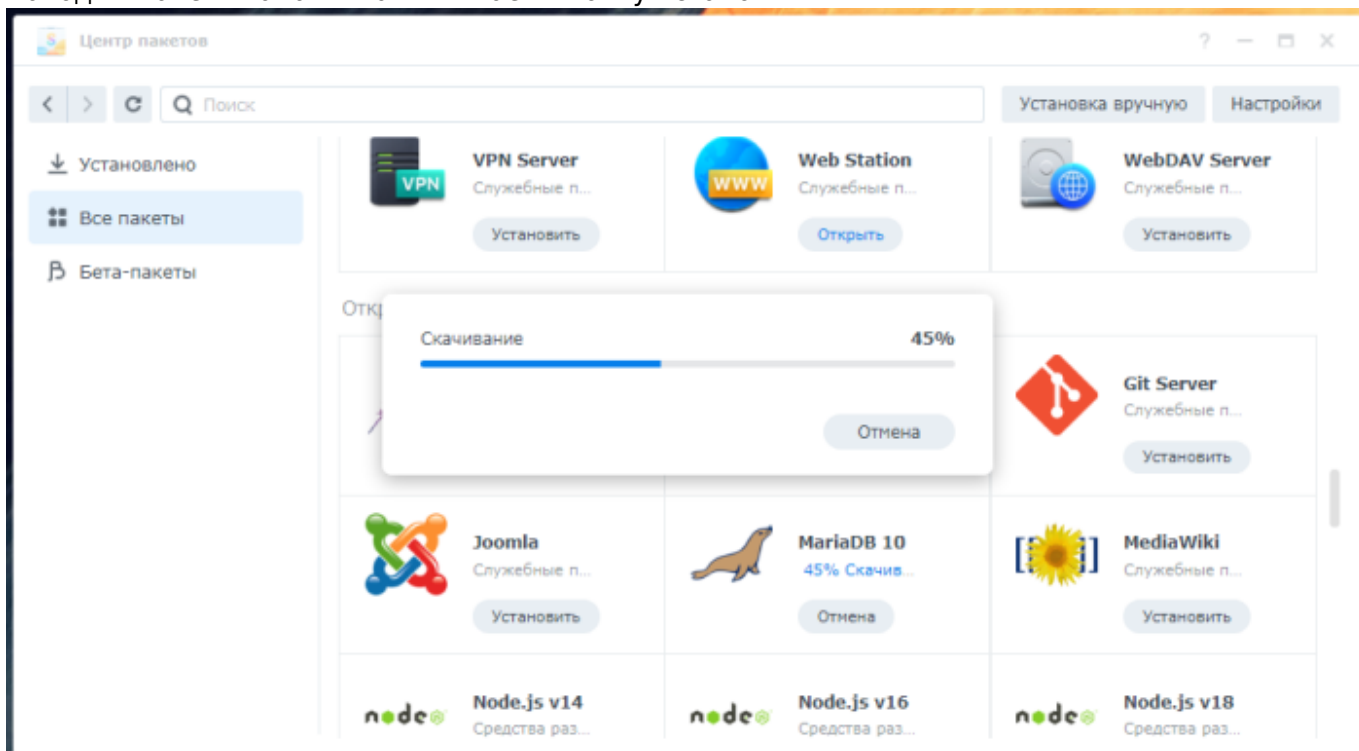 Центр пакетов
Поиск
Установка вручную
Настройки
Установлено
Все пакеты
Бета-пакеты
VPN
VPN Server
Служебные п...
Установить
WWW
Web Station
Служебные п...
Открыть
WebDAV Server
Служебные п...
Установить
Скачивание
45%
Отмена
Git Server
Служебные п...
Установить
Joomla
Служебные п...
Установить
MariaDB 10
45% Скачив...
Отмена
MediaWiki
Служебные п...
Установить
node
Node.js v14
Средства раз...
node
Node.js v16
Средства раз...
node
Node.js v18
Средства раз...